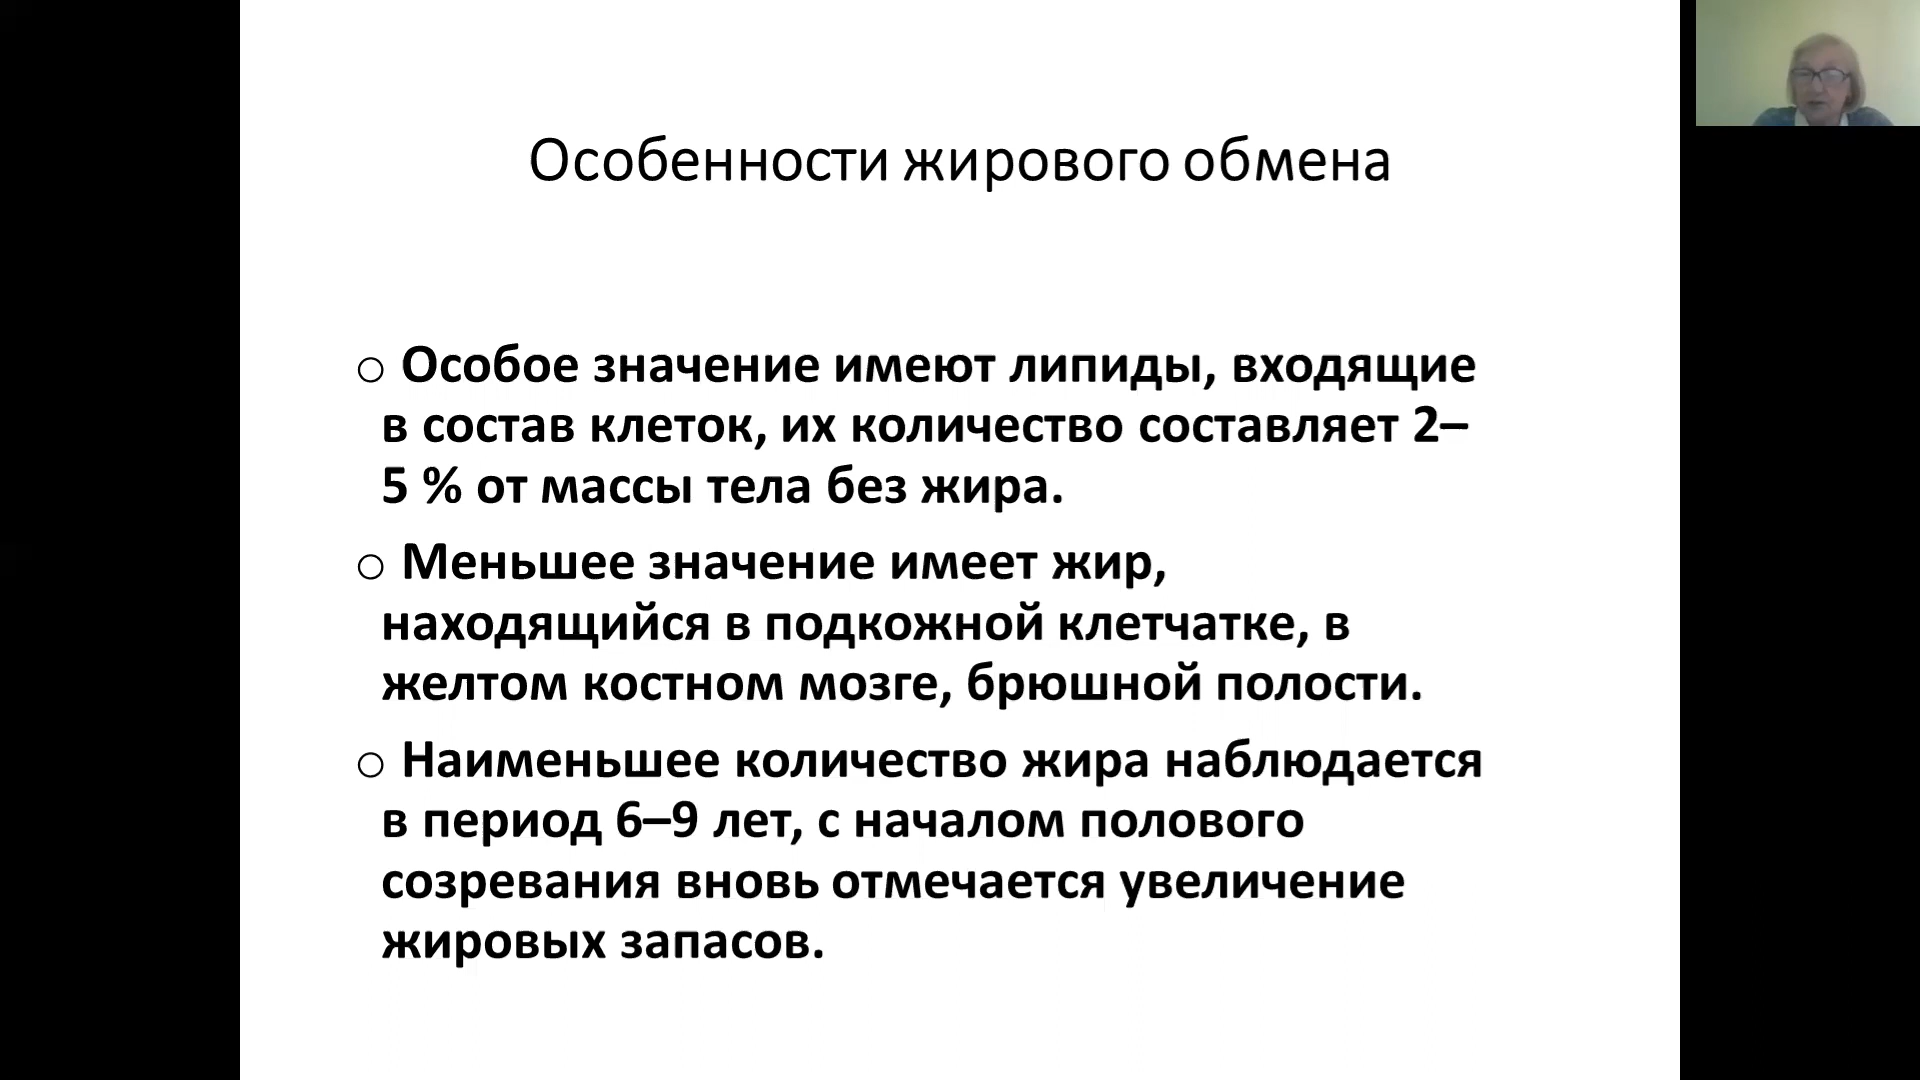 Особенности жирового обмена
o Особое значение имеют липиды, входящие
в состав клеток, их количество составляет 2–
5 % от массы тела без жира.
o Меньшее значение имеет жир,
находящийся в подкожной клетчатке, в
желтом костном мозге, брюшной полости.
o Наименьшее количество жира наблюдается
в период 6–9 лет, с началом полового
созревания вновь отмечается увеличение
жировых запасов.